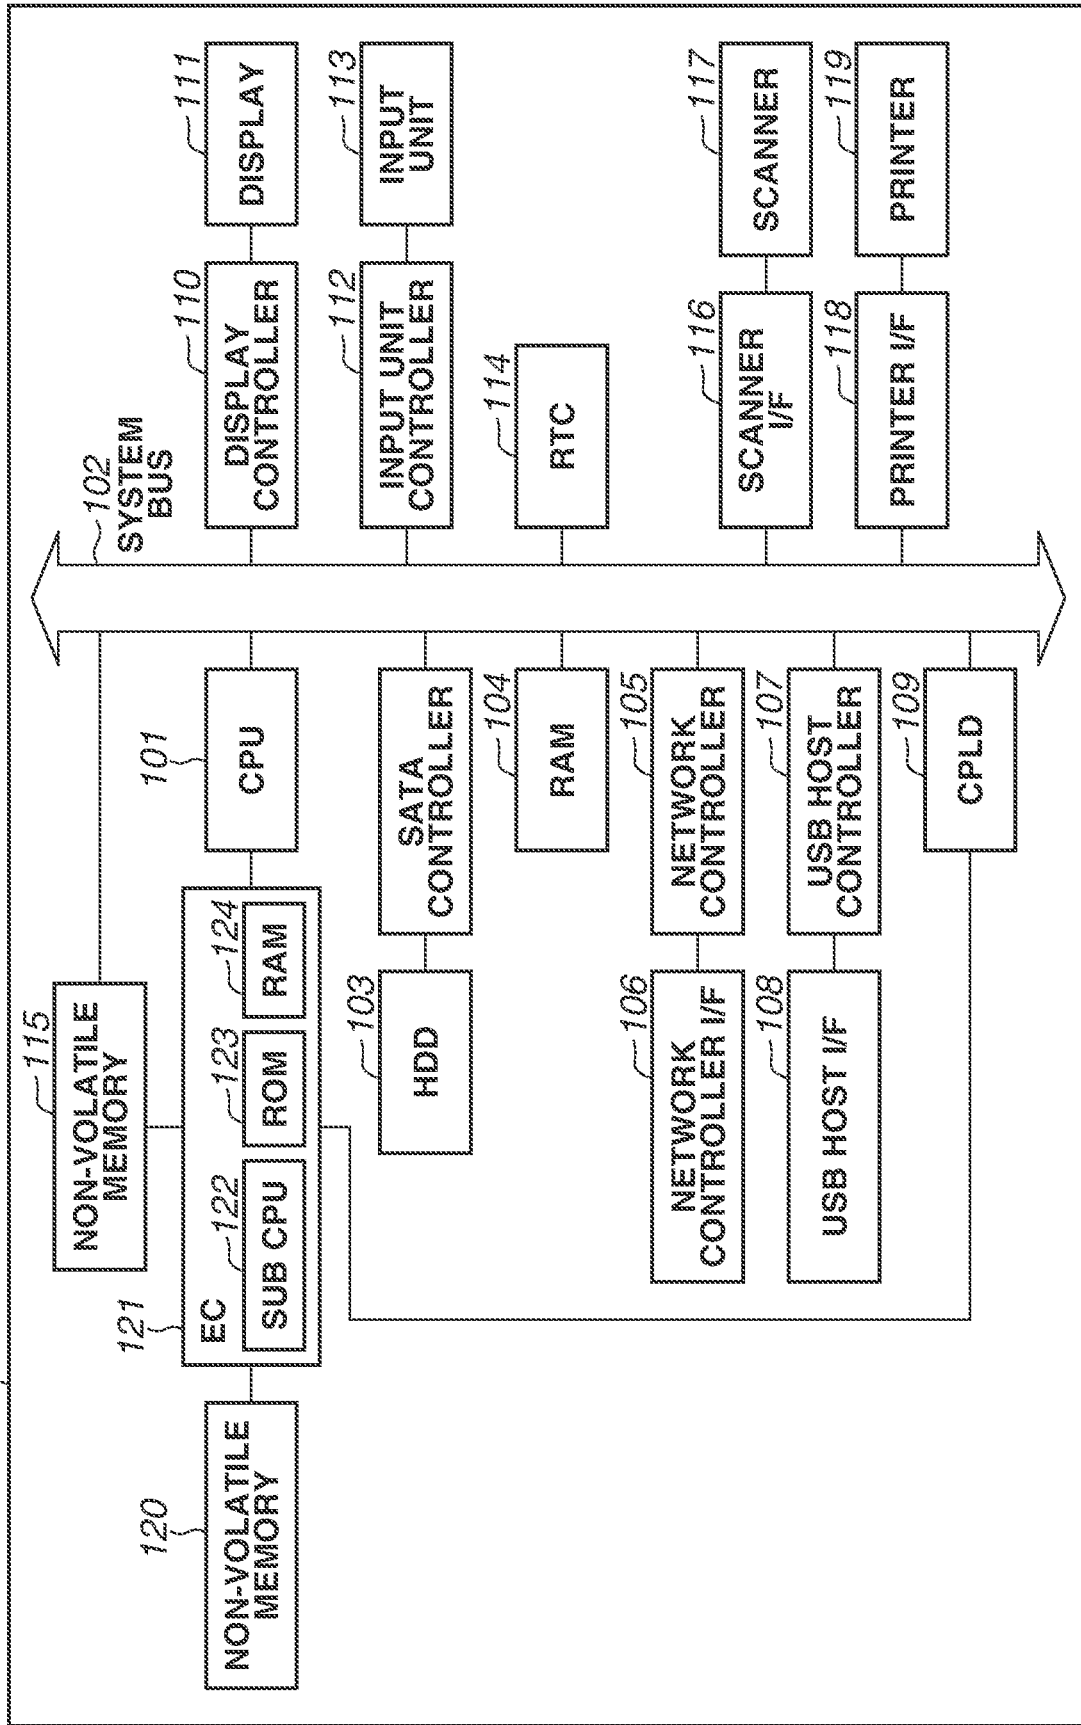 115
NON-VOLATILE
MEMORY
102
SYSTEM
BUS
120
NON-VOLATILE
MEMORY
121
EC
122
SUB CPU
123
ROM
124
RAM
101
CPU
110
DISPLAY
CONTROLLER
111
DISPLAY
103
HDD
SATA
CONTROLLER
112
INPUT UNIT
CONTROLLER
113
INPUT
UNIT
104
RAM
114
RTC
106
NETWORK
CONTROLLER I/F
105
NETWORK
CONTROLLER
116
SCANNER
I/F
117
SCANNER
108
USB HOST I/F
107
USB HOST
CONTROLLER
118
PRINTER I/F
119
PRINTER
109
CPLD